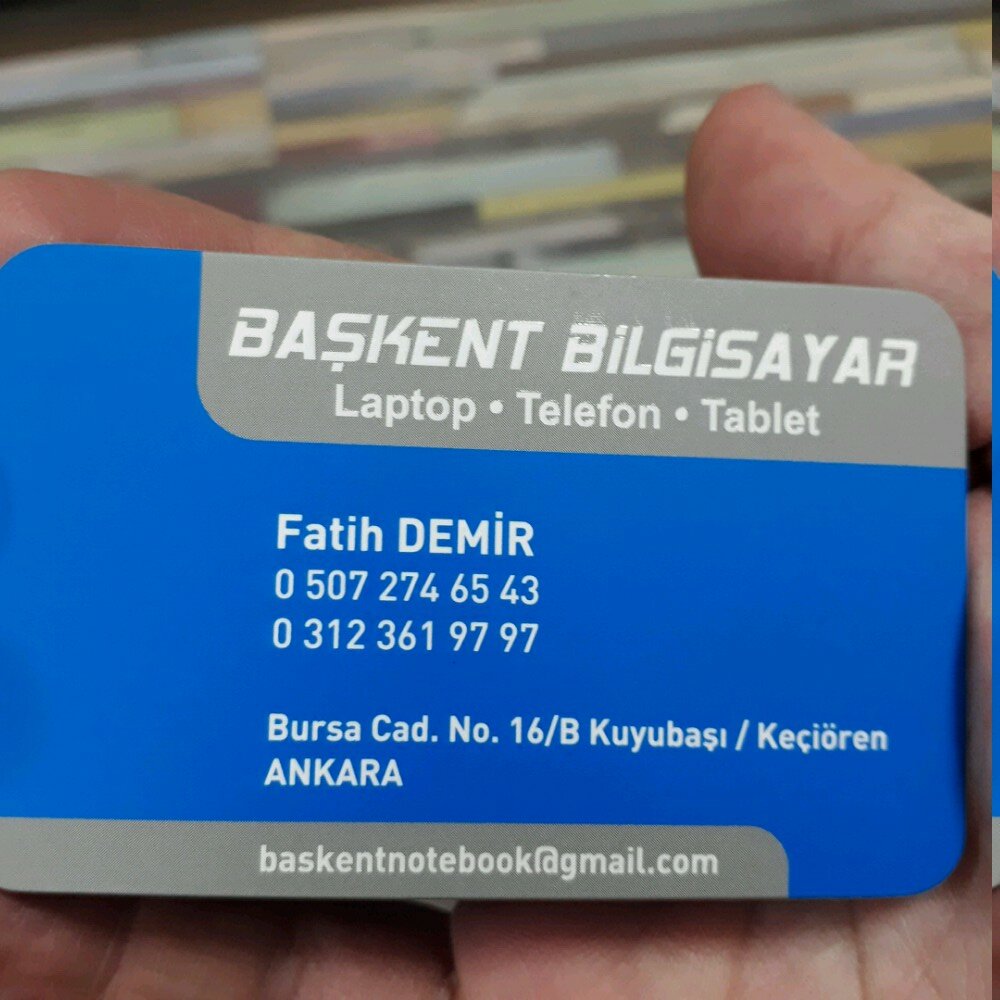 BAŞKENT BİLGİSAYAR
Laptop • Telefon • Tablet
Fatih DEMİR
0 507 274 65 43
0 312 361 97 97
Bursa Cad. No. 16/B Kuyubaşı / Keçiören
ANKARA
baskentnotebook@gmail.com